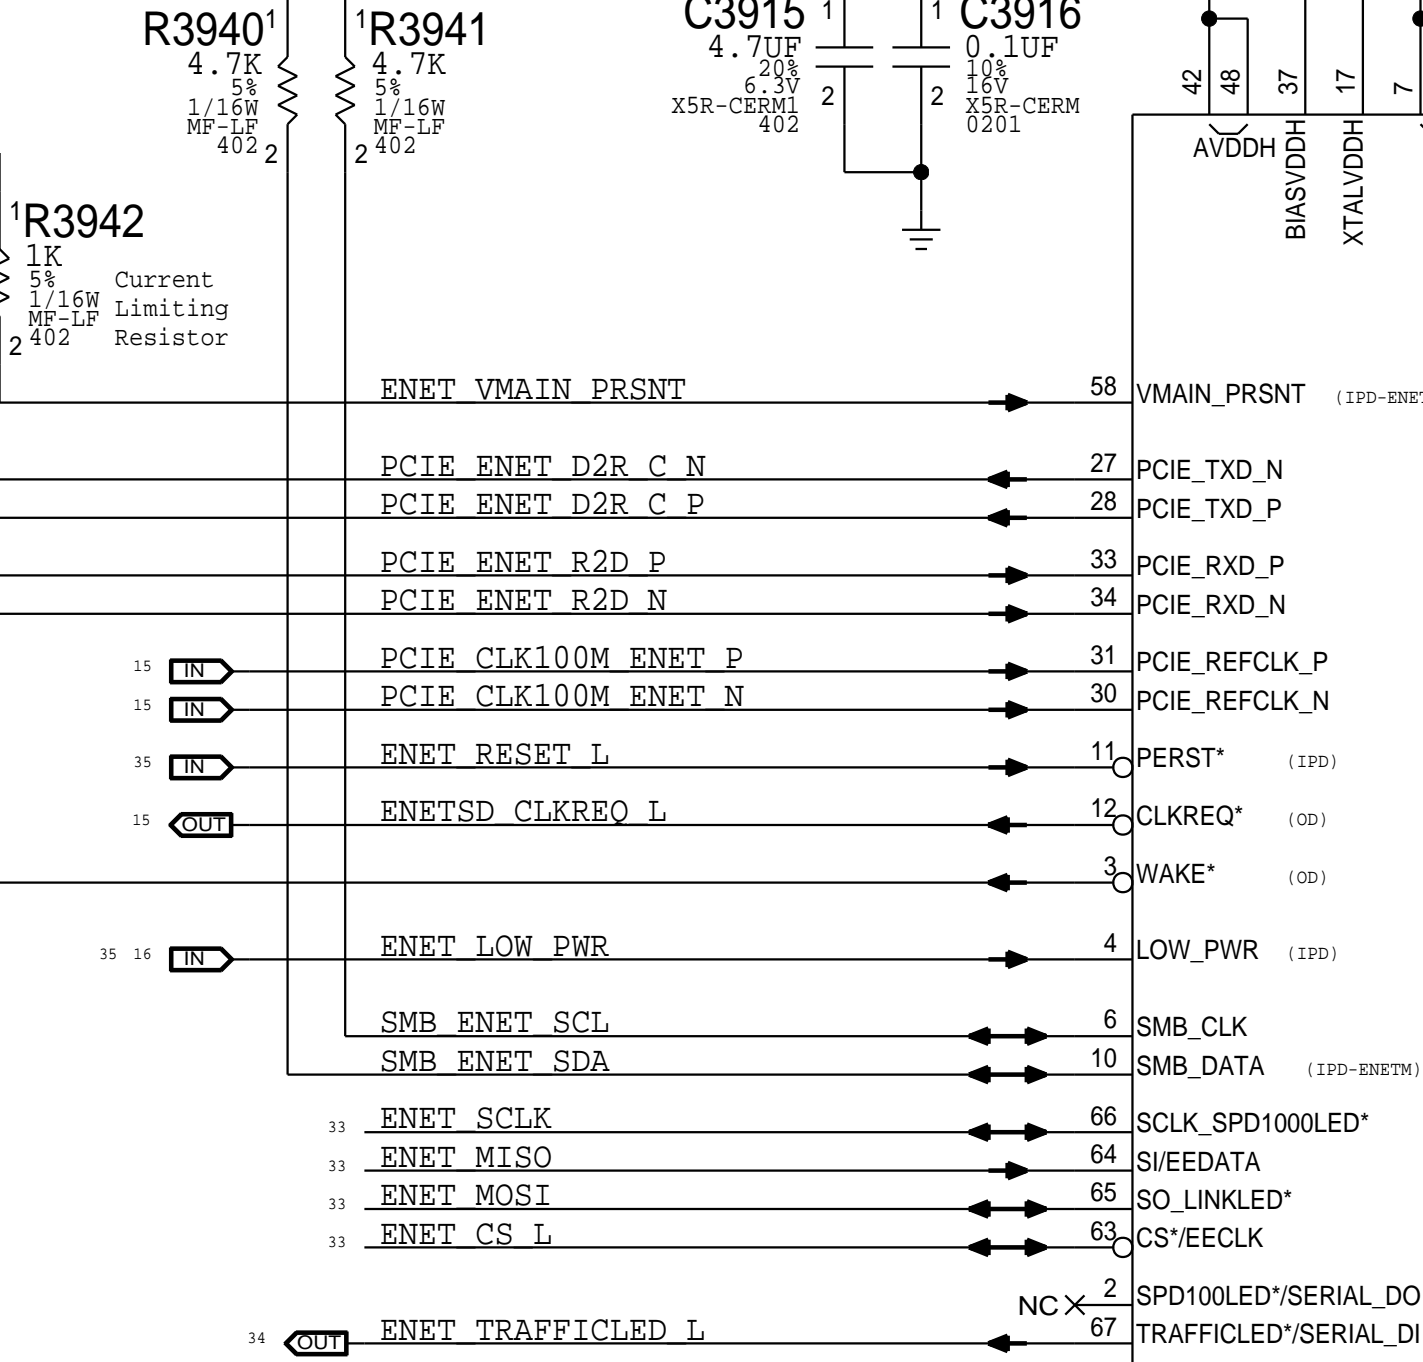 R3940 1
4.7K
5%
1/16W
MF-LF
402 2
1 R3941
4.7K
5%
1/16W
MF-LF
2 402
C3915 1
4.7UF
20%
6.3V
X5R-CERM1
402
2
1 C3916
0.1UF
10%
16V
X5R-CERM
0201
2
42
48
37
17
7
AVDDH
BIASVDDH
XTALVDDH
1 R3942
1K
5%
1/16W
MF-LF
2 402
Current
Limiting
Resistor
ENET_VMAIN_PRSNT 58 VMAIN_PRSNT (IPD-ENET
PCIE_ENET_D2R_C_N 27 PCIE_TXD_N
PCIE_ENET_D2R_C_P 28 PCIE_TXD_P
PCIE_ENET_R2D_P 33 PCIE_RXD_P
PCIE_ENET_R2D_N 34 PCIE_RXD_N
15 IN PCIE_CLK100M_ENET_P 31 PCIE_REFCLK_P
15 IN PCIE_CLK100M_ENET_N 30 PCIE_REFCLK_N
35 IN ENET_RESET_L 11 PERST* (IPD)
15 OUT ENETSD_CLKREQ_L 12 CLKREQ* (OD)
3 WAKE* (OD)
35 16 IN ENET_LOW_PWR 4 LOW_PWR (IPD)
SMB_ENET_SCL 6 SMB_CLK
SMB_ENET_SDA 10 SMB_DATA (IPD-ENETM)
33 ENET_SCLK 66 SCLK_SPD1000LED*
33 ENET_MISO 64 SI/EEDATA
33 ENET_MOSI 65 SO_LINKLED*
33 ENET_CS_L 63 CS*/EECLK
NC 2 SPD100LED*/SERIAL_DO
34 OUT ENET_TRAFFICLED_L 67 TRAFFICLED*/SERIAL_DI